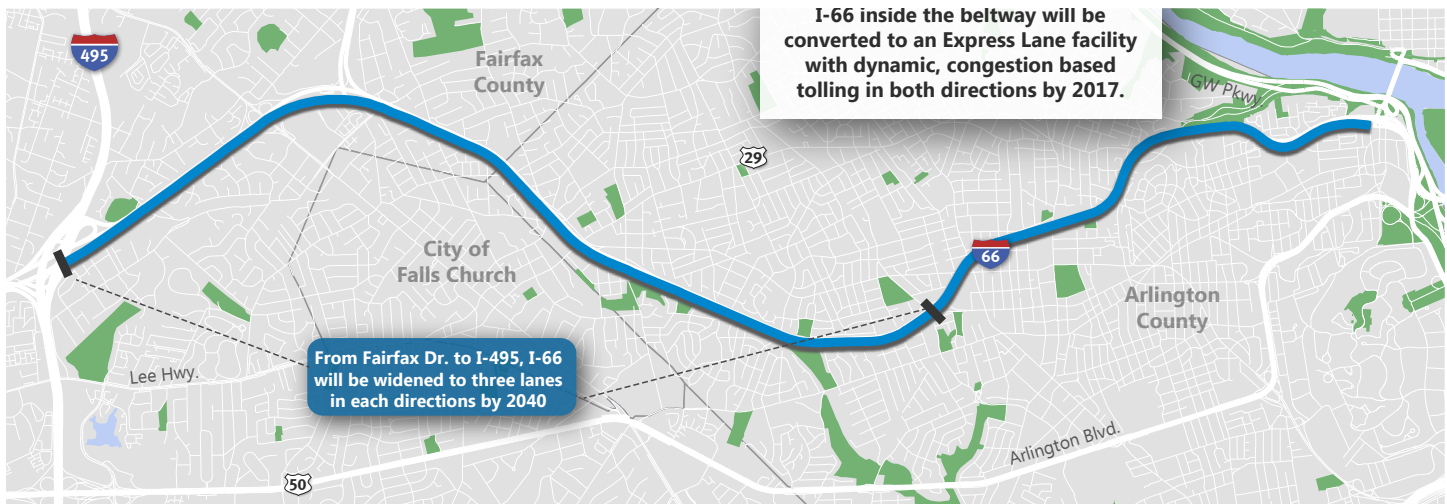 I-66 inside the beltway will be
converted to an Express Lane facility
with dynamic, congestion based
tolling in both directions by 2017.
495
Fairfax
County
GW Pkwy.
29
City of
Falls Church
66
Arlington
County
From Fairfax Dr. to I-495, I-66
will be widened to three lanes
in each directions by 2040
Lee Hwy.
Arlington Blvd.
50